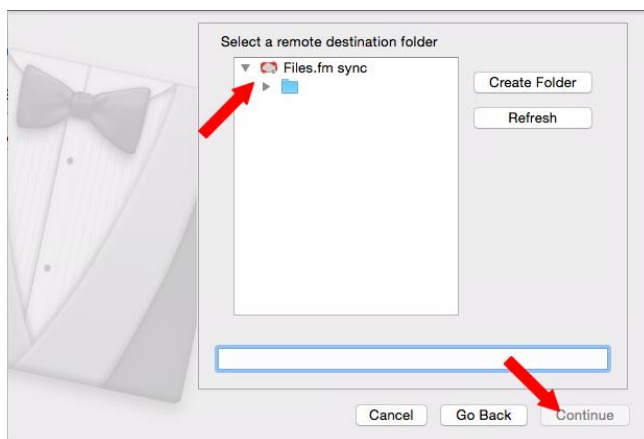 Select a remote destination folder
Files.fm sync
Create Folder
Refresh
Cancel
Go Back
Continue